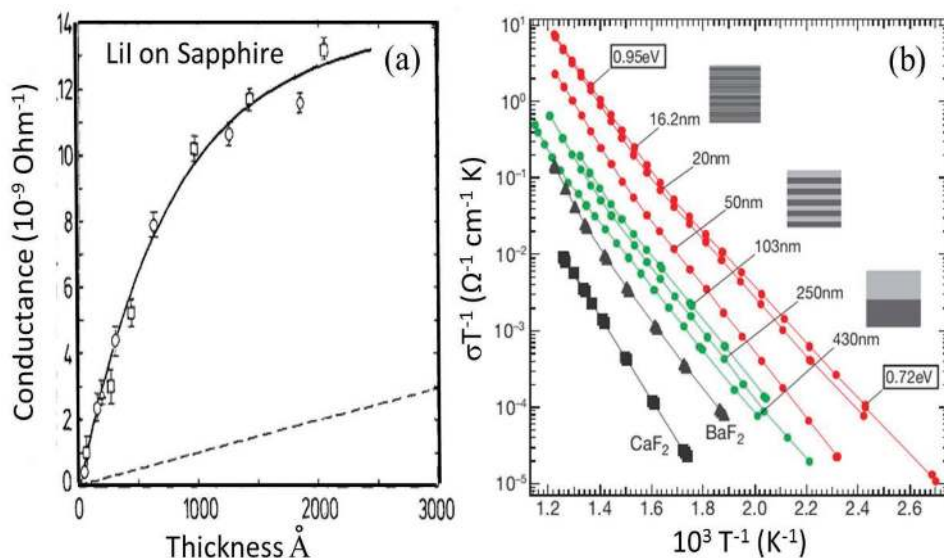 LiI on Sapphire (a)
14
12
10
8
6
4
2
0
Conductance (10⁻⁹ Ohm⁻¹)
0 1000 2000 3000
Thickness Å
(b)
10¹
10⁰
10⁻¹
10⁻²
10⁻³
10⁻⁴
10⁻⁵
σT⁻¹ (Ω⁻¹ cm⁻¹ K)
0.95eV
16.2nm
20nm
50nm
103nm
250nm
430nm
0.72eV
CaF₂
BaF₂
1.2 1.4 1.6 1.8 2.0 2.2 2.4 2.6
10³ T⁻¹ (K⁻¹)